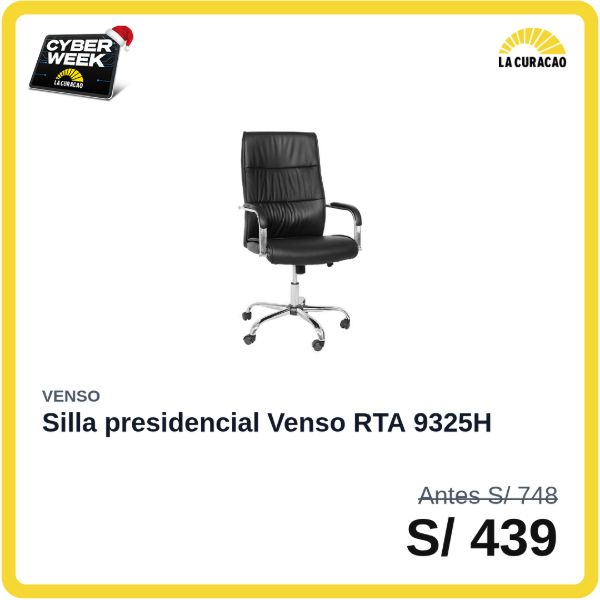 CYBER
WEEK
LA CURACAO
LA CURACAO
VENSO
Silla presidencial Venso RTA 9325H
Antes S/ 748
S/ 439